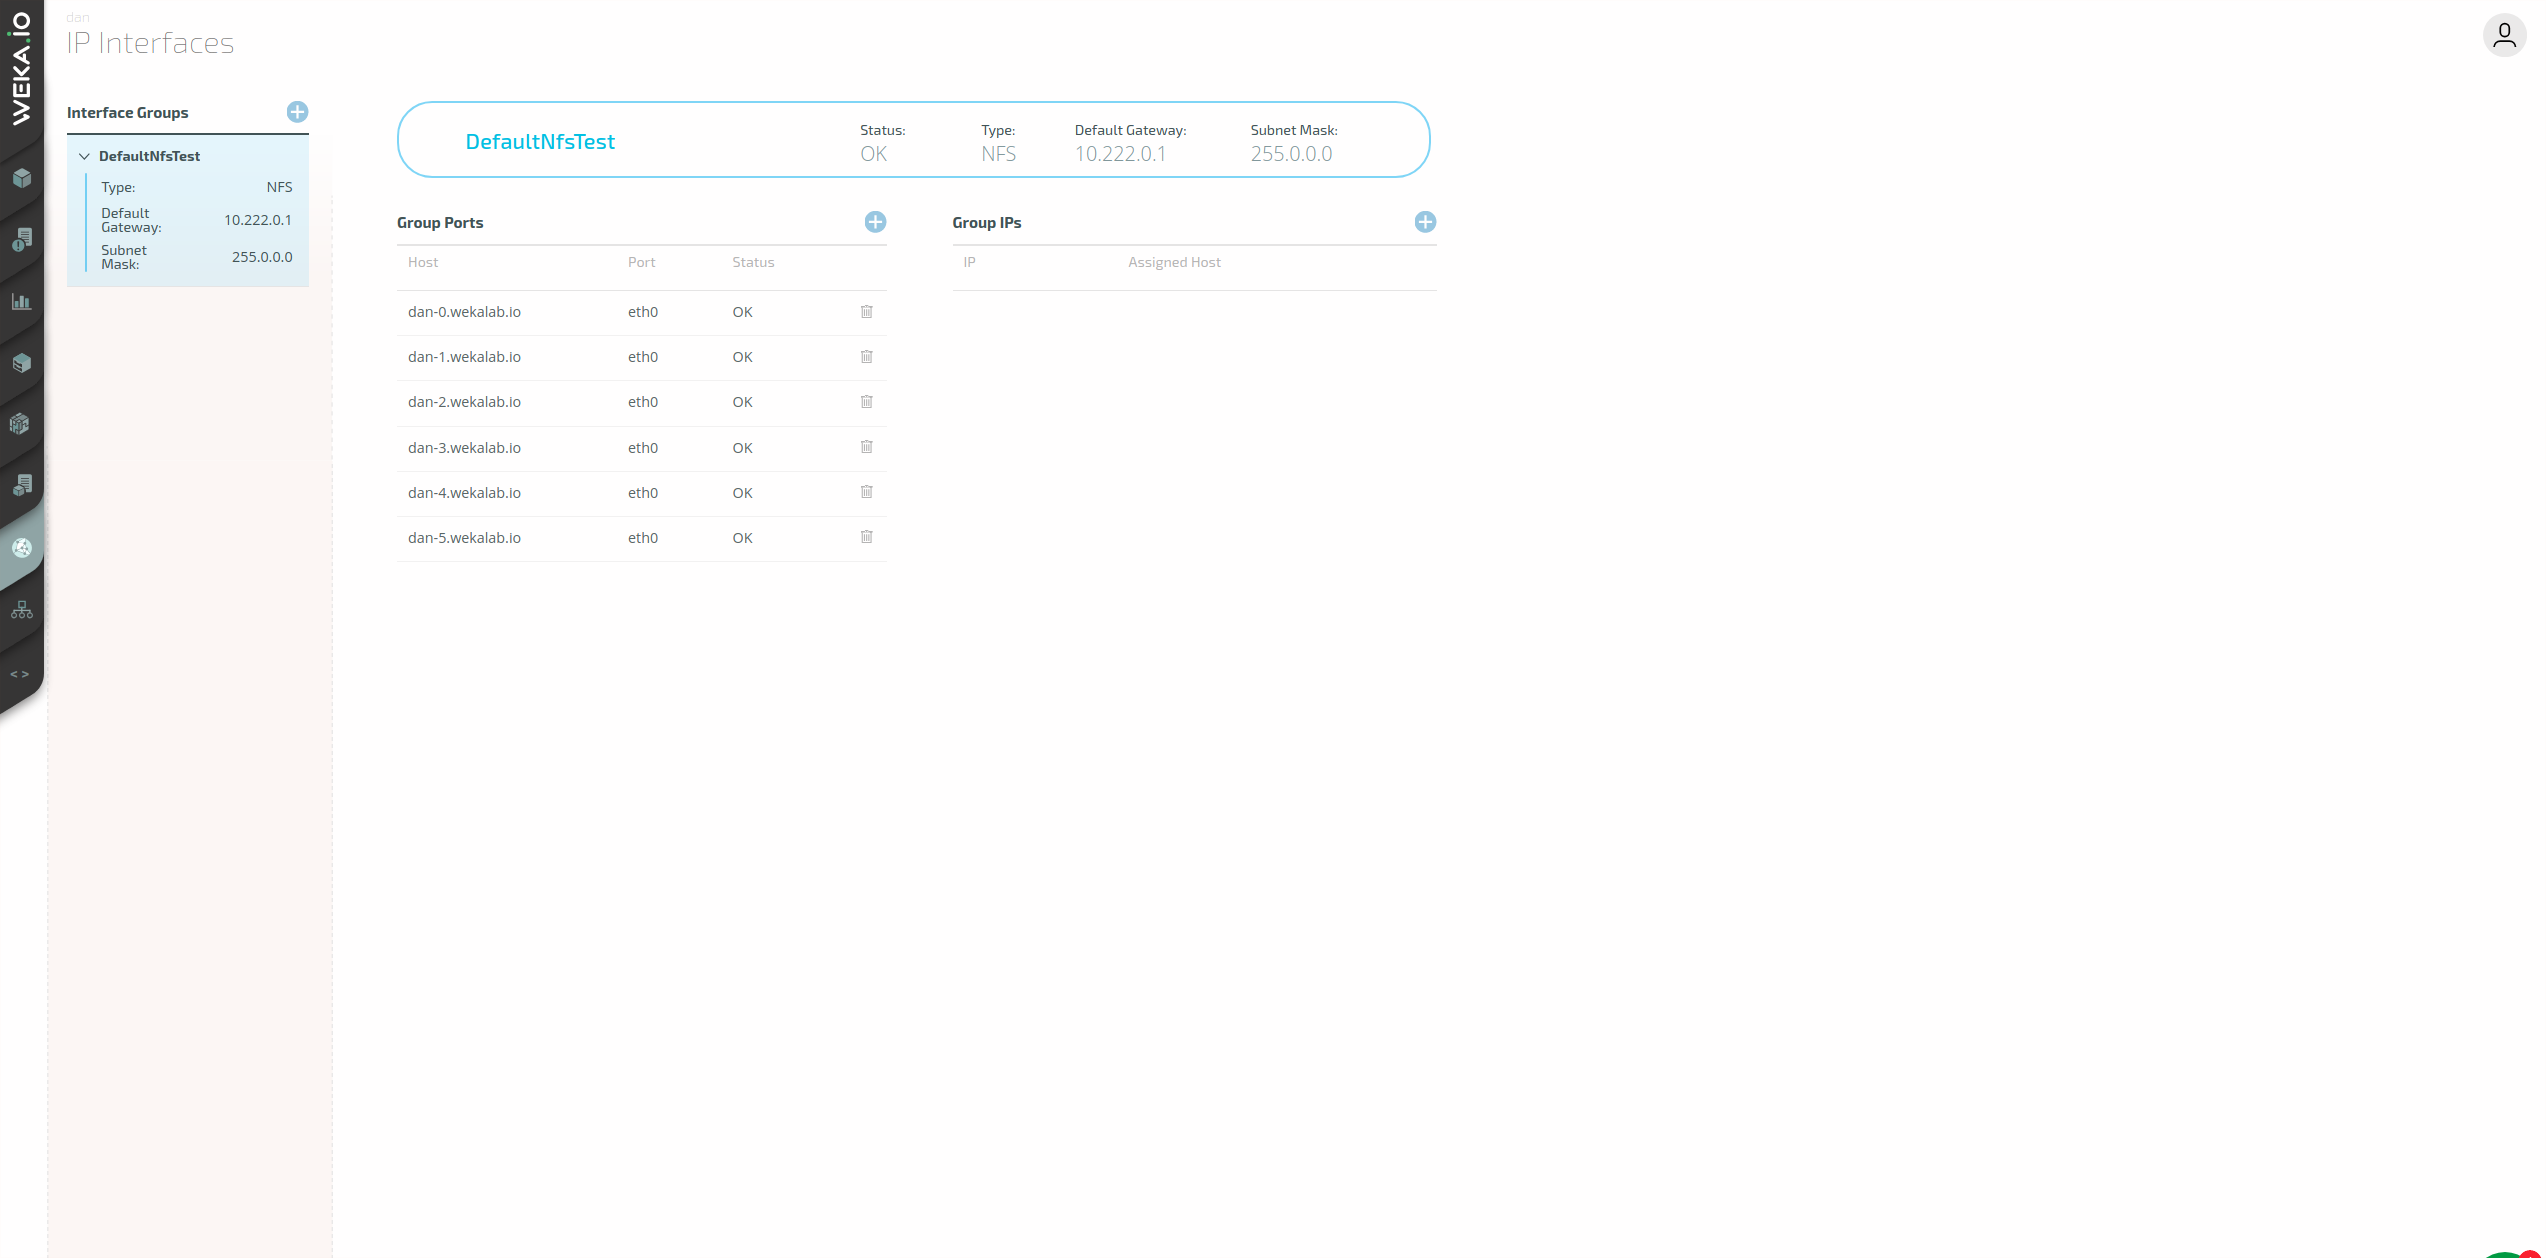 WEKA.iO
dan
IP Interfaces
Interface Groups
DefaultNfsTest
Type: NFS
Default Gateway: 10.222.0.1
Subnet Mask: 255.0.0.0
DefaultNfsTest
Status: Type: Default Gateway: Subnet Mask:
OK NFS 10.222.0.1 255.0.0.0
Group Ports
Host Port Status
dan-0.wekalab.io eth0 OK
dan-1.wekalab.io eth0 OK
dan-2.wekalab.io eth0 OK
dan-3.wekalab.io eth0 OK
dan-4.wekalab.io eth0 OK
dan-5.wekalab.io eth0 OK
Group IPs
IP Assigned Host
< >